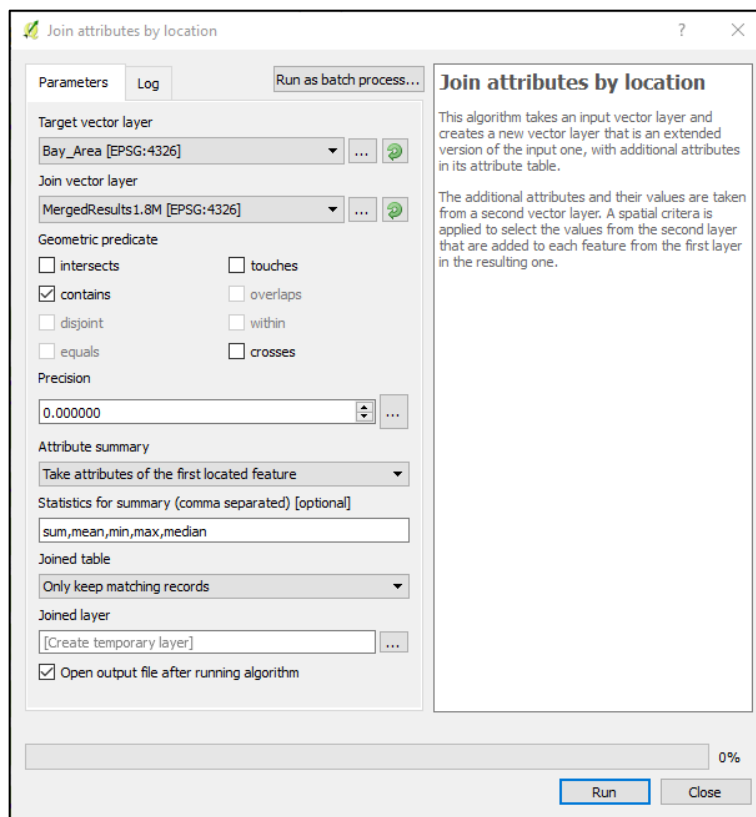 Join attributes by location
?
Parameters
Log
Run as batch process...
Target vector layer
Bay_Area [EPSG:4326]
...
Join vector layer
MergedResults1.8M [EPSG:4326]
...
Geometric predicate
intersects
touches
contains
overlaps
disjoint
within
equals
crosses
Precision
0.000000
...
Attribute summary
Take attributes of the first located feature
Statistics for summary (comma separated) [optional]
sum,mean,min,max,median
Joined table
Only keep matching records
Joined layer
[Create temporary layer]
...
Open output file after running algorithm
Join attributes by location
This algorithm takes an input vector layer and
creates a new vector layer that is an extended
version of the input one, with additional attributes
in its attribute table.
The additional attributes and their values are taken
from a second vector layer. A spatial critera is
applied to select the values from the second layer
that are added to each feature from the first layer
in the resulting one.
0%
Run
Close